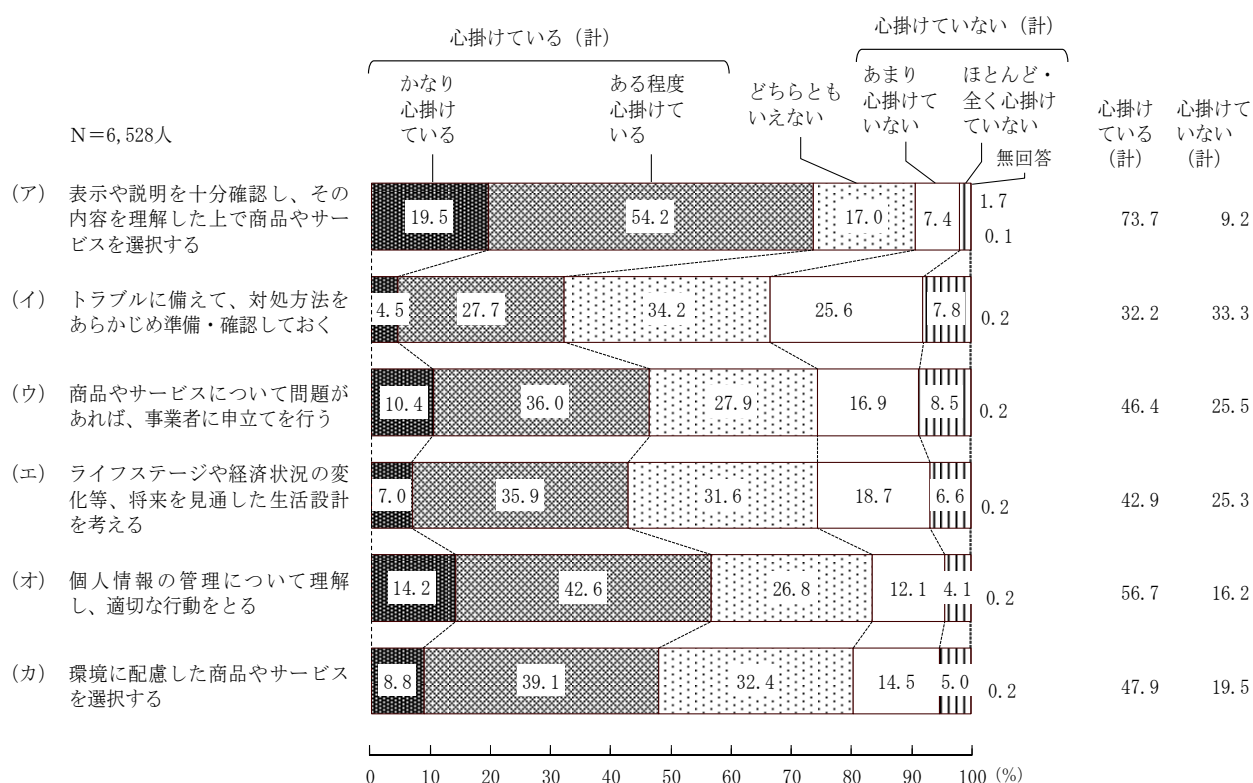 心掛けている（計）
心掛けていない（計）
かなり
心掛け
ている
ある程度
心掛けて
いる
どちらとも
いえない
あまり
心掛けて
いない
ほとんど・
全く心掛け
ていない
無回答
心掛け
ている
（計）
心掛けて
いない
（計）
N＝6,528人
（ア） 表示や説明を十分確認し、その
内容を理解した上で商品やサー
ビスを選択する
19.5 54.2 17.0 7.4 1.7 0.1 73.7 9.2
（イ） トラブルに備えて、対処方法を
あらかじめ準備・確認しておく
4.5 27.7 34.2 25.6 7.8 0.2 32.2 33.3
（ウ） 商品やサービスについて問題が
あれば、事業者に申立てを行う
10.4 36.0 27.9 16.9 8.5 0.2 46.4 25.5
（エ） ライフステージや経済状況の変
化等、将来を見通した生活設計
を考える
7.0 35.9 31.6 18.7 6.6 0.2 42.9 25.3
（オ） 個人情報の管理について理解
し、適切な行動をとる
14.2 42.6 26.8 12.1 4.1 0.2 56.7 16.2
（カ） 環境に配慮した商品やサービス
を選択する
8.8 39.1 32.4 14.5 5.0 0.2 47.9 19.5
0 10 20 30 40 50 60 70 80 90 100 (%)